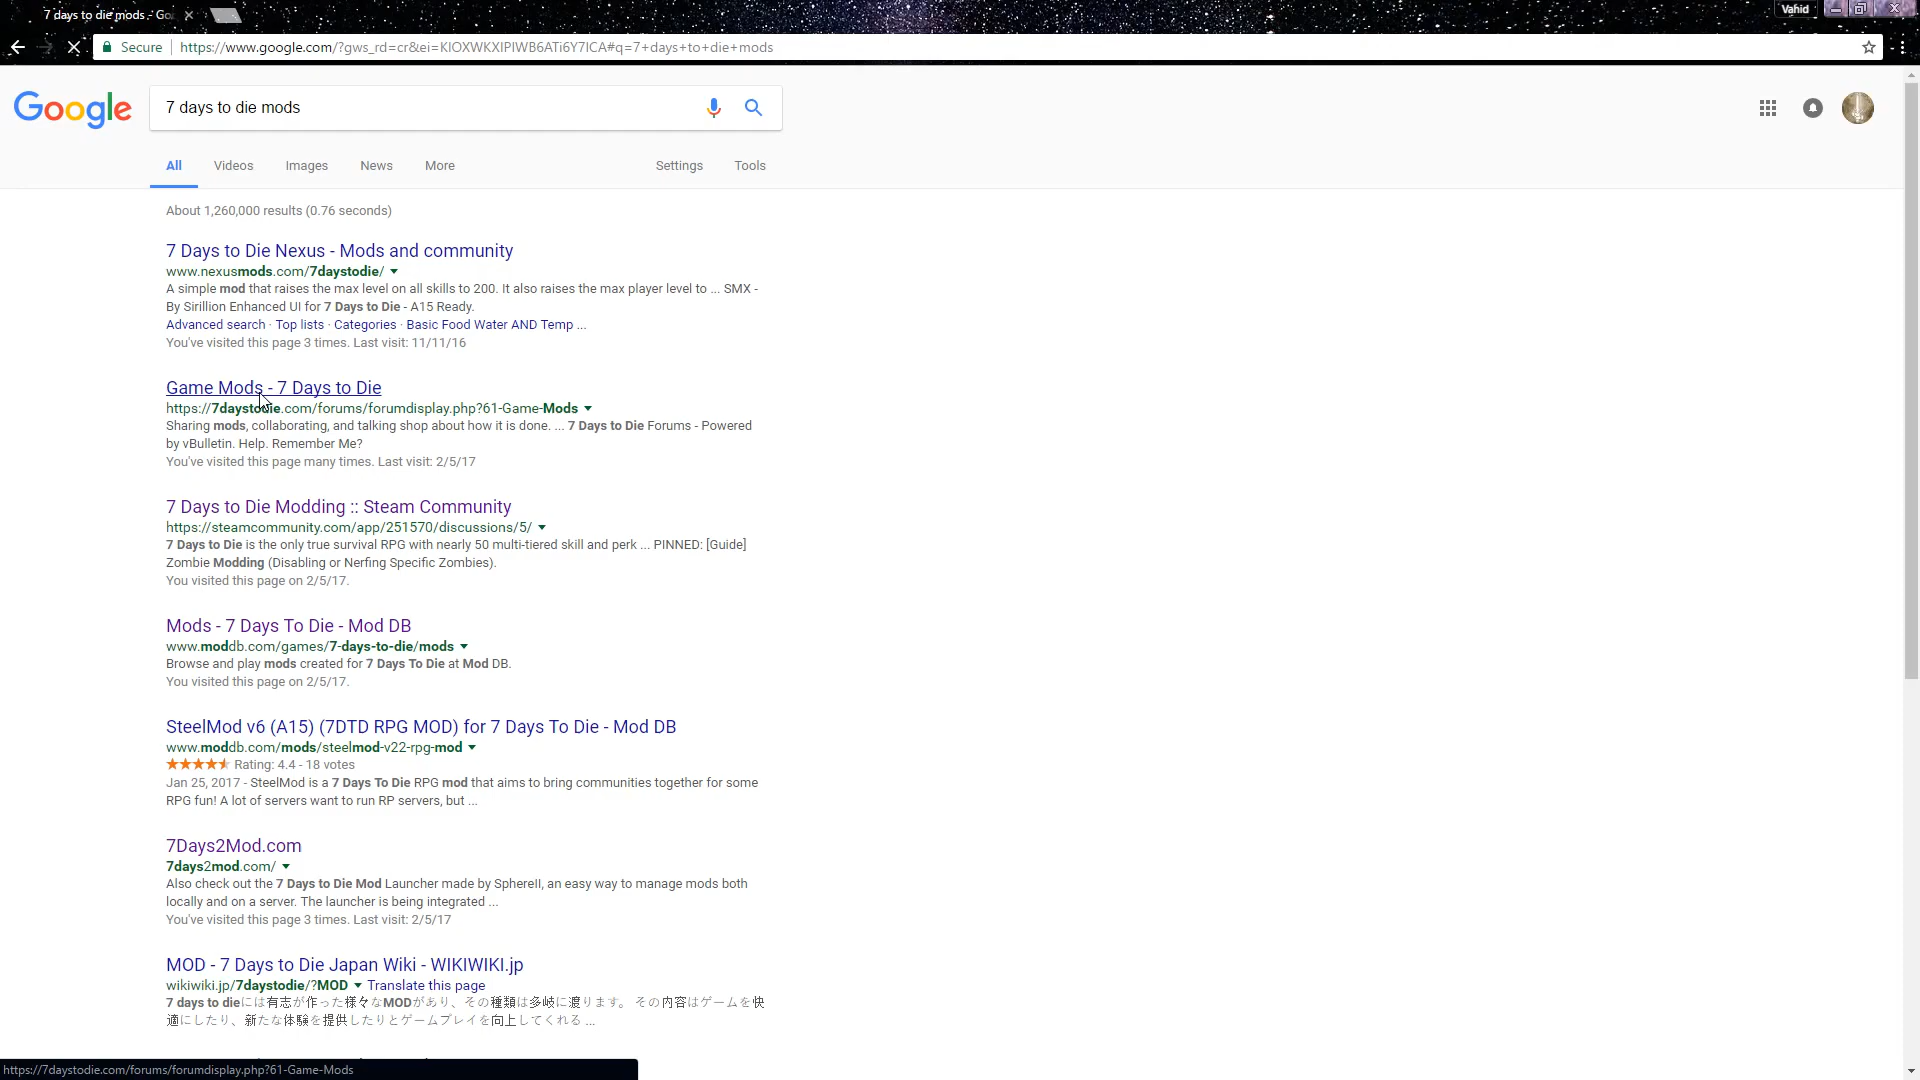 7 days to die mods - Go
Vahid
Secure
https://www.google.com/?gws_rd=cr&ei=KIOXWKXIPIWB6ATi6Y7ICA#q=7+days+to+die+mods
Google
7 days to die mods
All
Videos
Images
News
More
Settings
Tools
About 1,260,000 results (0.76 seconds)
7 Days to Die Nexus - Mods and community
www.nexusmods.com/7daystodie/
A simple mod that raises the max level on all skills to 200. It also raises the max player level to ... SMX -
By Sirillion Enhanced UI for 7 Days to Die - A15 Ready.
Advanced search · Top lists · Categories · Basic Food Water AND Temp ...
You've visited this page 3 times. Last visit: 11/11/16
Game Mods - 7 Days to Die
https://7daystodie.com/forums/forumdisplay.php?61-Game-Mods
Sharing mods, collaborating, and talking shop about how it is done. ... 7 Days to Die Forums - Powered
by vBulletin. Help. Remember Me?
You've visited this page many times. Last visit: 2/5/17
7 Days to Die Modding :: Steam Community
https://steamcommunity.com/app/251570/discussions/5/
7 Days to Die is the only true survival RPG with nearly 50 multi-tiered skill and perk ... PINNED: [Guide]
Zombie Modding (Disabling or Nerfing Specific Zombies).
You visited this page on 2/5/17.
Mods - 7 Days To Die - Mod DB
www.moddb.com/games/7-days-to-die/mods
Browse and play mods created for 7 Days To Die at Mod DB.
You visited this page on 2/5/17.
SteelMod v6 (A15) (7DTD RPG MOD) for 7 Days To Die - Mod DB
www.moddb.com/mods/steelmod-v22-rpg-mod
Rating: 4.4 - 18 votes
Jan 25, 2017 - SteelMod is a 7 Days To Die RPG mod that aims to bring communities together for some
RPG fun! A lot of servers want to run RP servers, but ...
7Days2Mod.com
7days2mod.com/
Also check out the 7 Days to Die Mod Launcher made by SphereII, an easy way to manage mods both
locally and on a server. The launcher is being integrated ...
You've visited this page 3 times. Last visit: 2/5/17
MOD - 7 Days to Die Japan Wiki - WIKIWIKI.jp
wikiwiki.jp/7daystodie/?MOD Translate this page
7 days to dieには有志が作った様々なMODがあり、その種類は多岐に渡ります。 その内容はゲームを快
適にしたり、新たな体験を提供したりとゲームプレイを向上してくれる ...
https://7daystodie.com/forums/forumdisplay.php?61-Game-Mods